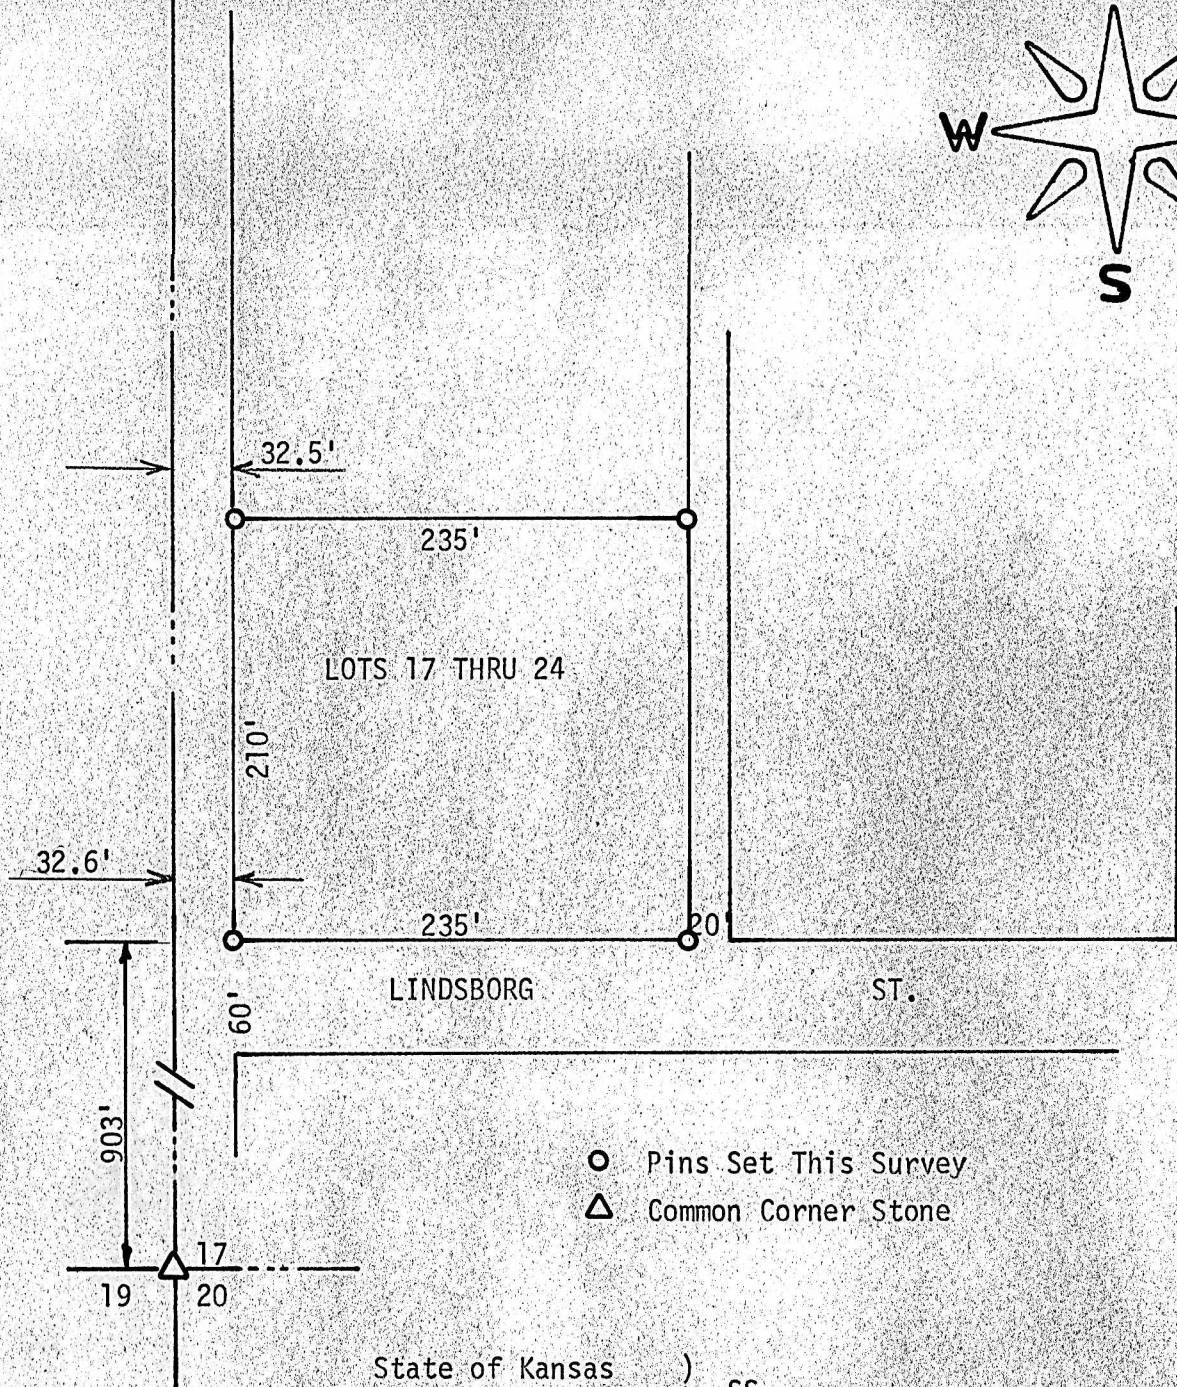 W
S
32.5'
235'
LOTS 17 THRU 24
210'
32.6'
235'
20'
LINDSBORG ST.
60'
903'
Pins Set This Survey
Common Corner Stone
17
19 20
State of Kansas )